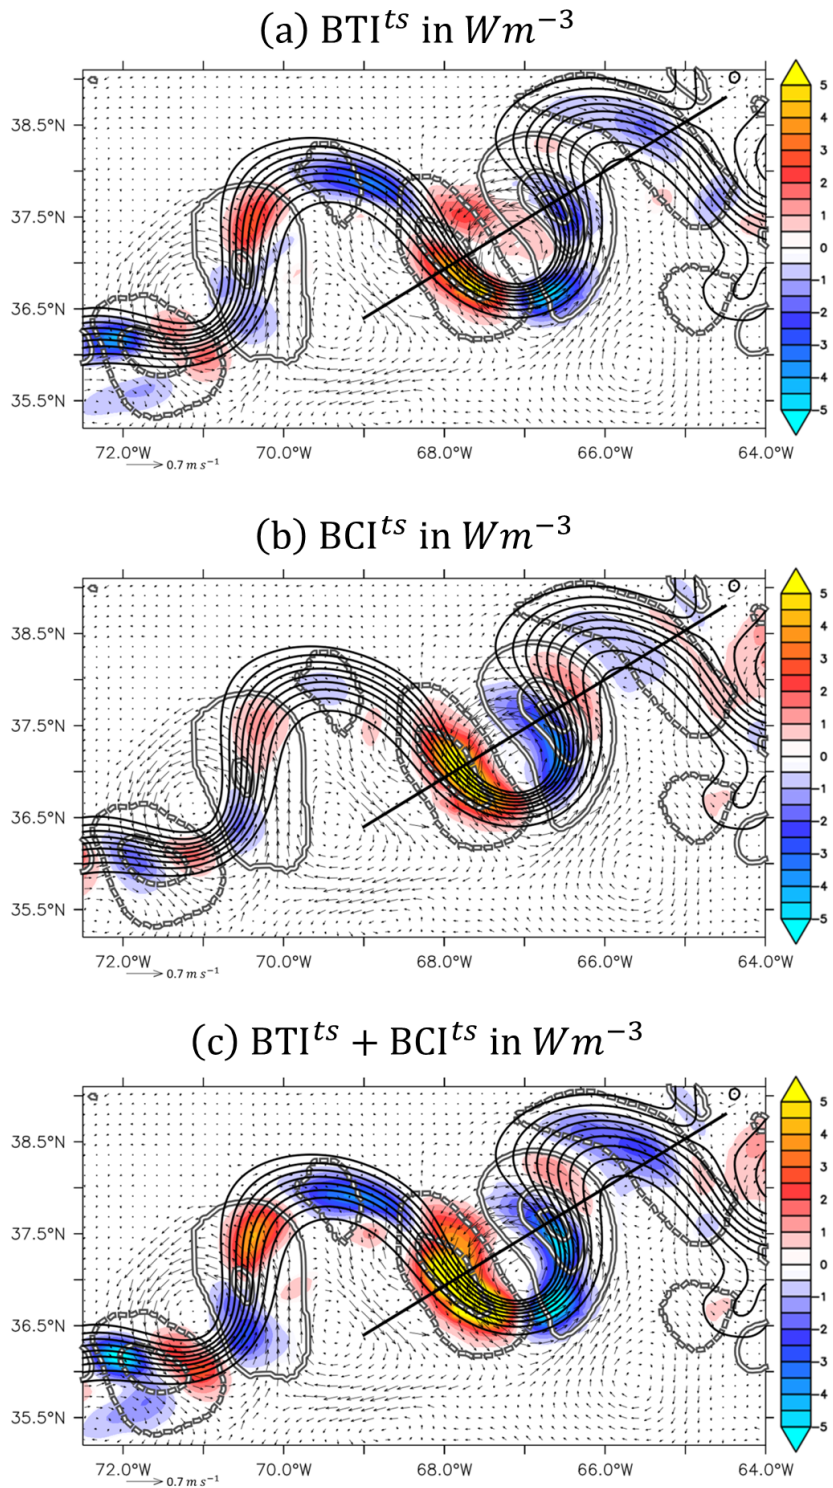 (a) BTI^ts in Wm^−3
38.5°N
37.5°N
36.5°N
35.5°N
72.0°W 70.0°W 68.0°W 66.0°W 64.0°W
0.7 m s^−1
5
4
3
2
1
0
-1
-2
-3
-4
-5
(b) BCI^ts in Wm^−3
38.5°N
37.5°N
36.5°N
35.5°N
72.0°W 70.0°W 68.0°W 66.0°W 64.0°W
0.7 m s^−1
5
4
3
2
1
0
-1
-2
-3
-4
-5
(c) BTI^ts + BCI^ts in Wm^−3
38.5°N
37.5°N
36.5°N
35.5°N
72.0°W 70.0°W 68.0°W 66.0°W 64.0°W
0.7 m s^−1
5
4
3
2
1
0
-1
-2
-3
-4
-5